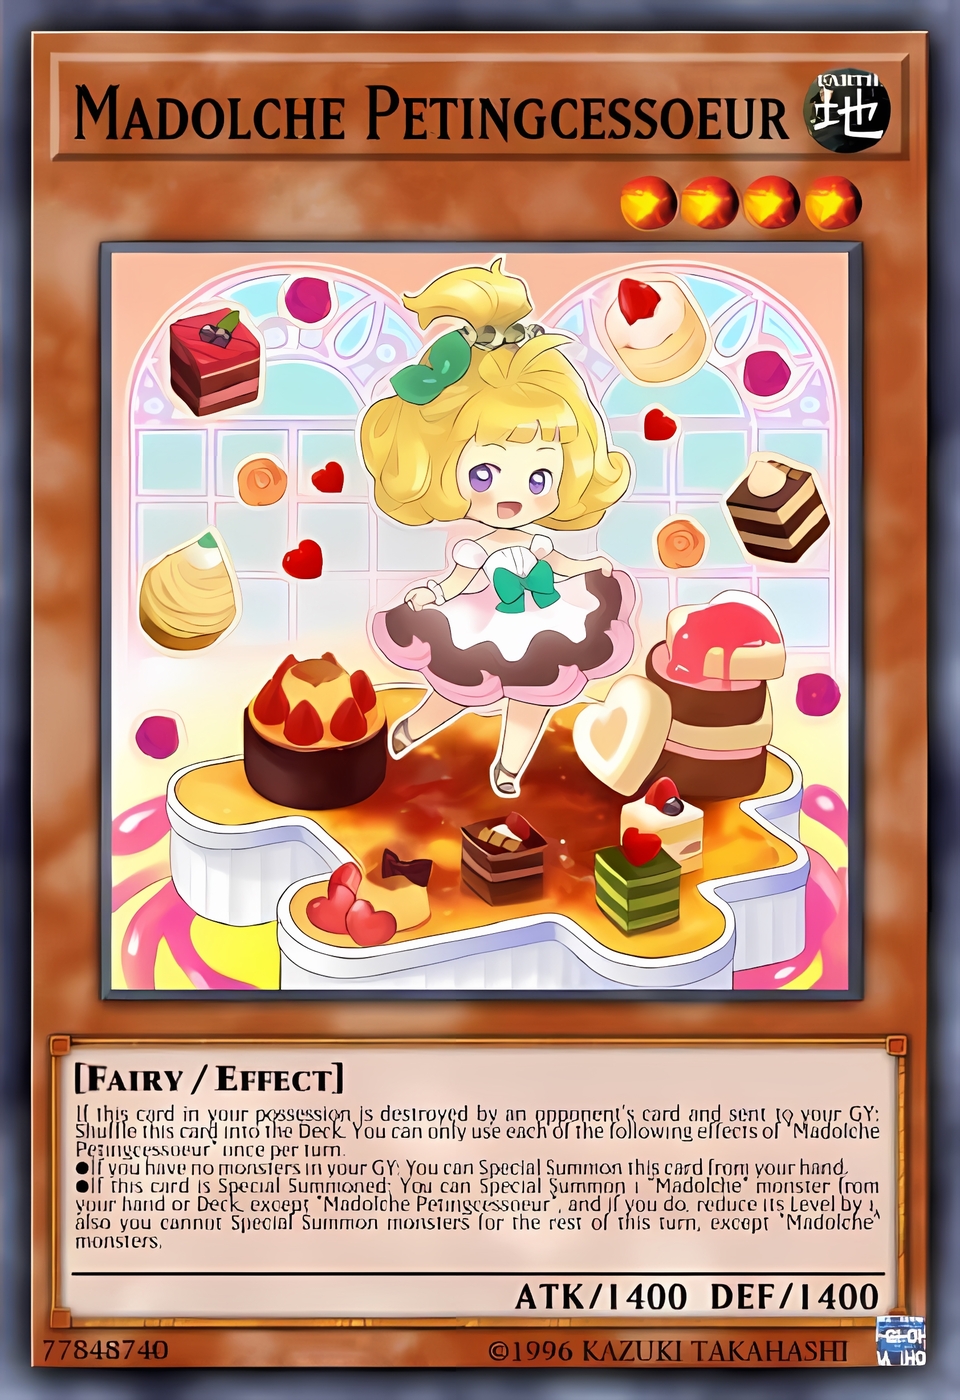 MADOLCHE PETINGCESSOEUR
地
[FAIRY / EFFECT]
If this card in your possession is destroyed by an opponent's card and sent to your GY:
Shuffle this card into the Deck. You can only use each of the following effects of "Madolche
Petingcessoeur" once per turn.
●If you have no monsters in your GY: You can Special Summon this card from your hand.
●If this card is Special Summoned: You can Special Summon 1 "Madolche" monster from
your hand or Deck, except "Madolche Petingcessoeur", and if you do, reduce its Level by 1,
also you cannot Special Summon monsters for the rest of this turn, except "Madolche"
monsters.
ATK/1400 DEF/1400
77848740
©1996 KAZUKI TAKAHASHI